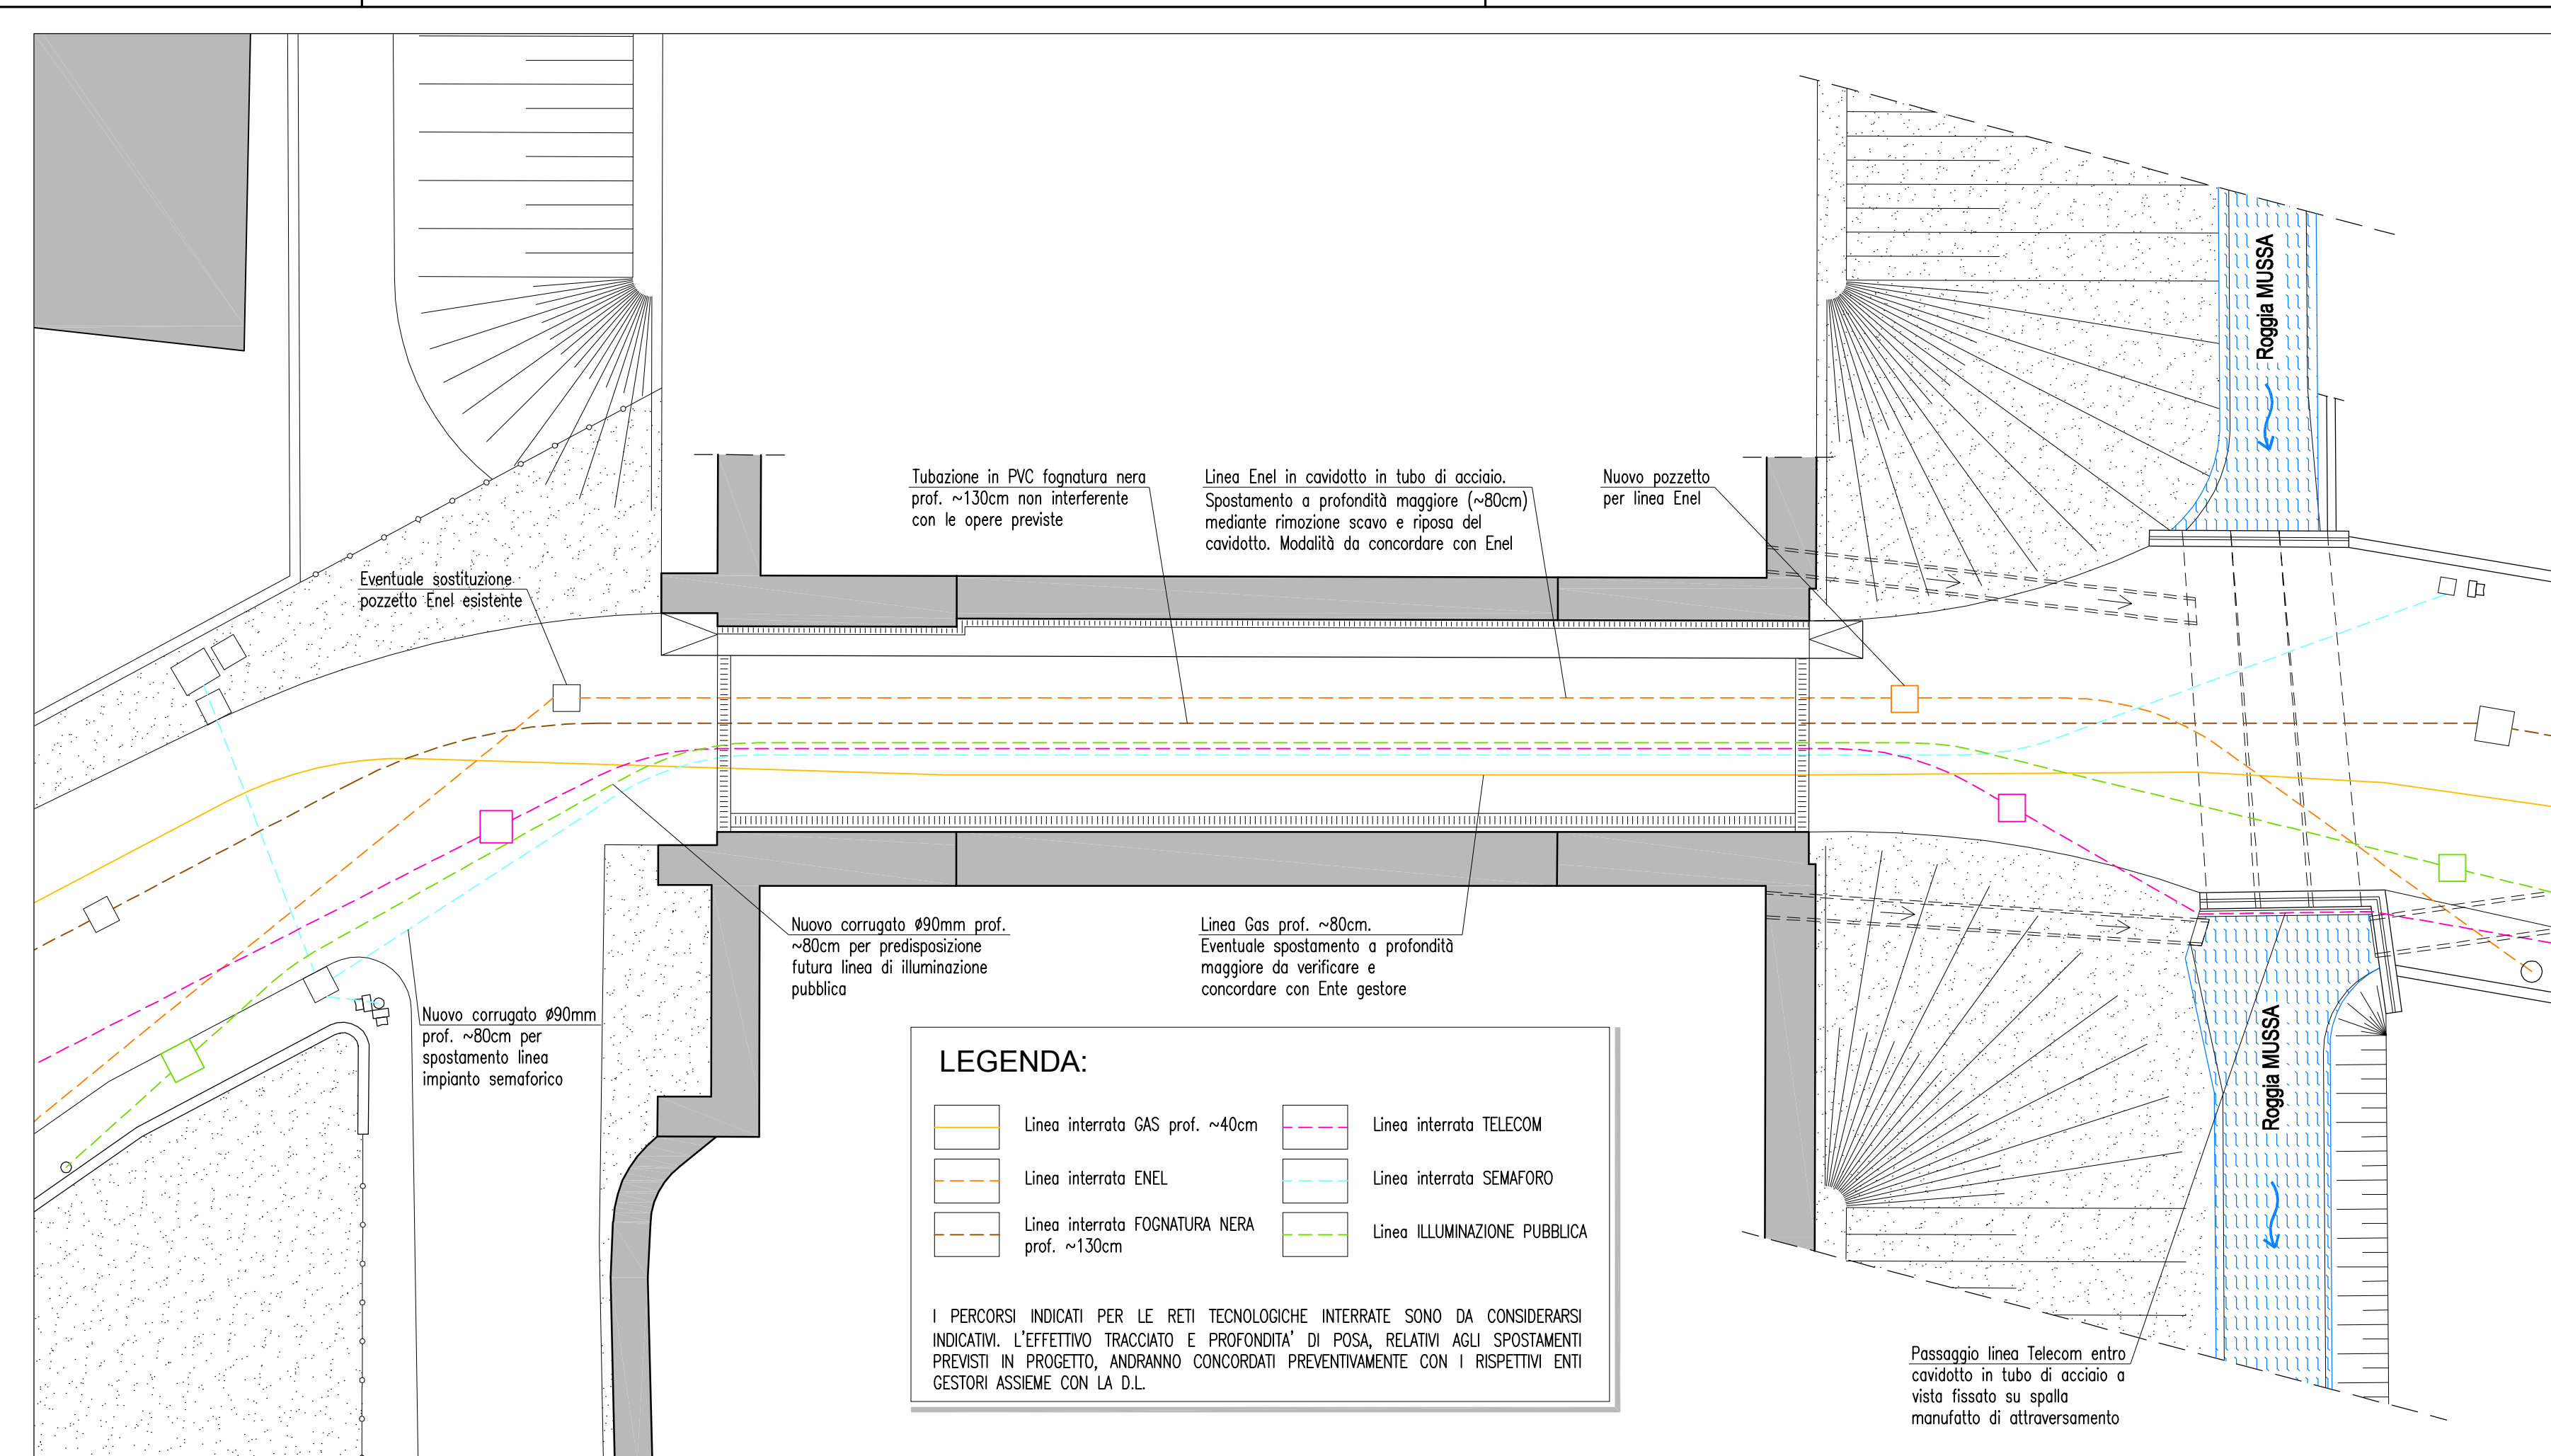 Roggia MUSSA
Tubazione in PVC fognatura nera
prof. ~130cm non interferente
con le opere previste
Linea Enel in cavidotto in tubo di acciaio.
Spostamento a profondità maggiore (~80cm)
mediante rimozione scavo e riposa del
cavidotto. Modalità da concordare con Enel
Nuovo pozzetto
per linea Enel
Eventuale sostituzione
pozzetto Enel esistente
Nuovo corrugato ø90mm prof.
~80cm per predisposizione
futura linea di illuminazione
pubblica
Linea Gas prof. ~80cm.
Eventuale spostamento a profondità
maggiore da verificare e
concordare con Ente gestore
Nuovo corrugato ø90mm
prof. ~80cm per
spostamento linea
impianto semaforico
Roggia MUSSA
LEGENDA:
Linea interrata GAS prof. ~40cm
Linea interrata ENEL
Linea interrata FOGNATURA NERA
prof. ~130cm
Linea interrata TELECOM
Linea interrata SEMAFORO
Linea ILLUMINAZIONE PUBBLICA
I PERCORSI INDICATI PER LE RETI TECNOLOGICHE INTERRATE SONO DA CONSIDERARSI
INDICATIVI. L'EFFETTIVO TRACCIATO E PROFONDITA' DI POSA, RELATIVI AGLI SPOSTAMENTI
PREVISTI IN PROGETTO, ANDRANNO CONCORDATI PREVENTIVAMENTE CON I RISPETTIVI ENTI
GESTORI ASSIEME CON LA D.L.
Passaggio linea Telecom entro
cavidotto in tubo di acciaio a
vista fissato su spalla
manufatto di attraversamento